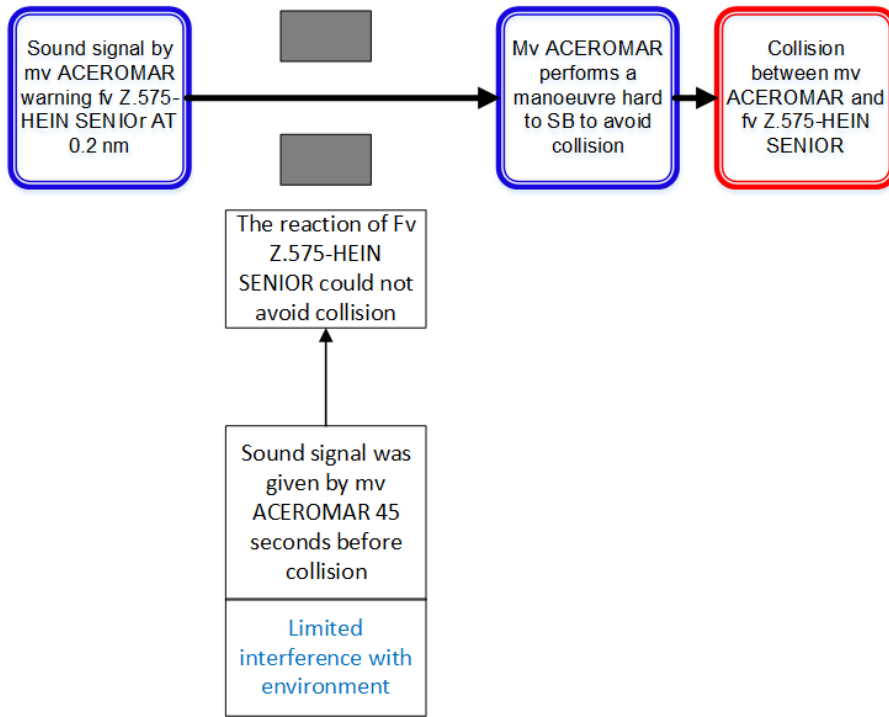 Sound signal by
mv ACEROMAR
warning fv Z.575-
HEIN SENIOr AT
0.2 nm
Mv ACEROMAR
performs a
manoeuvre hard
to SB to avoid
collision
Collision
between mv
ACEROMAR and
fv Z.575-HEIN
SENIOR
The reaction of Fv
Z.575-HEIN
SENIOR could not
avoid collision
Sound signal was
given by mv
ACEROMAR 45
seconds before
collision
Limited
interference with
environment